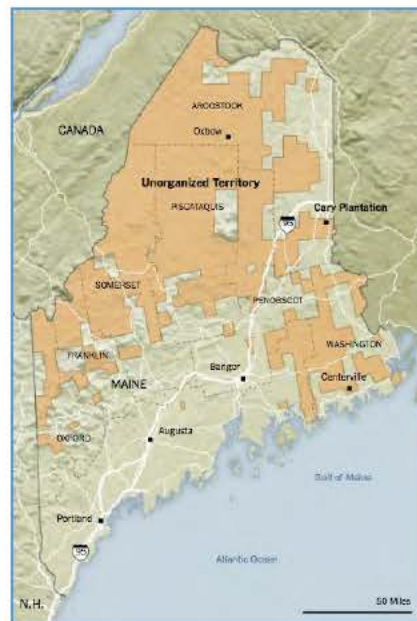 AROOSTOOK
Oxbow
CANADA
Unorganized Territory
PISCATAQUIS
95
Cary Plantation
SOMERSET
PENOBSCOT
WASHINGTON
FRANKLIN
Bangor
Centerville
MAINE
OXFORD
Augusta
Gulf of Maine
Portland
95
Atlantic Ocean
N.H.
50 Miles